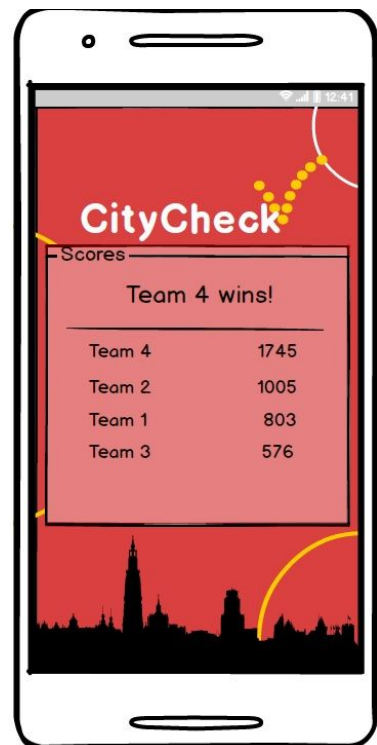 12:41
CityCheck
Scores
Team 4 wins!
Team 4 1745
Team 2 1005
Team 1 803
Team 3 576